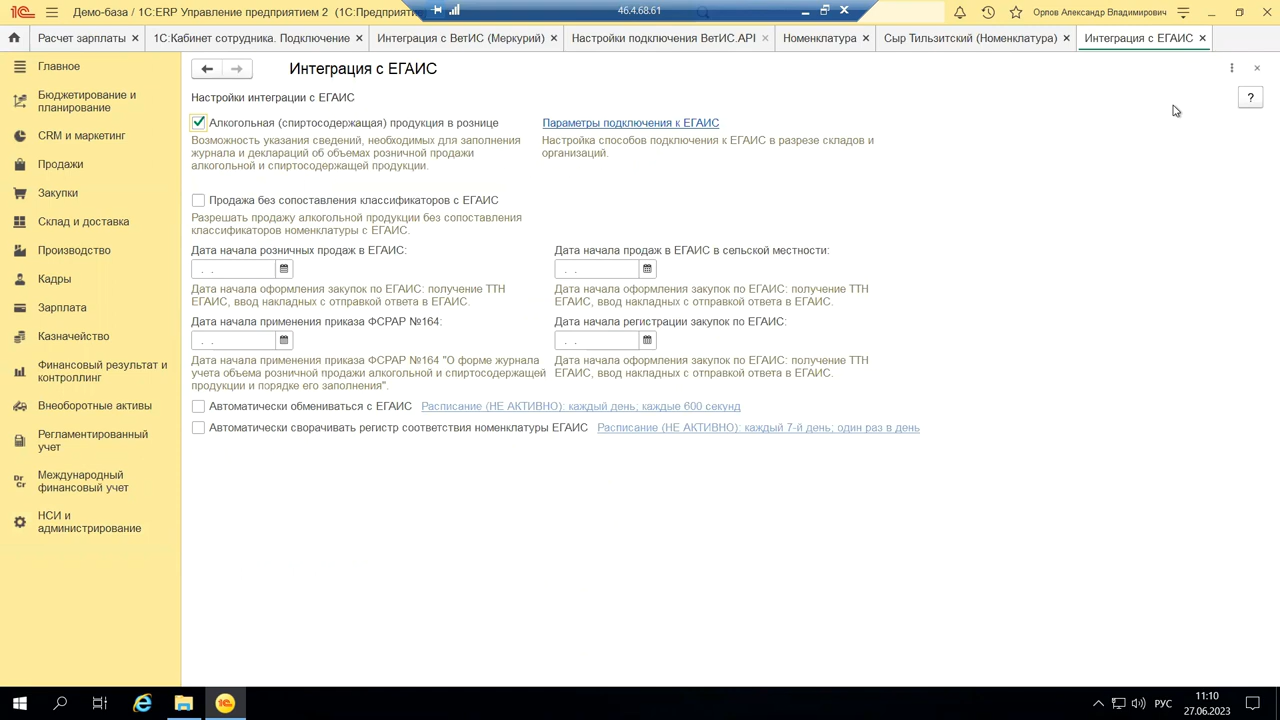 Демо-база / 1С:ERP Управление предприятием 2 (1С:Предприятие
46.4.68.61
Орлов Александр Владимирович
Расчет зарплаты
1С:Кабинет сотрудника. Подключение
Интеграция с ВетИС (Меркурий)
Настройки подключения ВетИС.API
Номенклатура
Сыр Тильзитский (Номенклатура)
Интеграция с ЕГАИС
Главное
Бюджетирование и
планирование
CRM и маркетинг
Продажи
Закупки
Склад и доставка
Производство
Кадры
Зарплата
Казначейство
Финансовый результат и
контроллинг
Внеоборотные активы
Регламентированный
учет
Международный
финансовый учет
НСИ и
администрирование
Интеграция с ЕГАИС
?
Настройки интеграции с ЕГАИС
Алкогольная (спиртосодержащая) продукция в рознице
Параметры подключения к ЕГАИС
Возможность указания сведений, необходимых для заполнения
журнала и деклараций об объемах розничной продажи
алкогольной и спиртосодержащей продукции.
Настройка способов подключения к ЕГАИС в разрезе складов и
организаций.
Продажа без сопоставления классификаторов с ЕГАИС
Разрешать продажу алкогольной продукции без сопоставления
классификаторов номенклатуры с ЕГАИС.
Дата начала розничных продаж в ЕГАИС:
Дата начала продаж в ЕГАИС в сельской местности:
. .
. .
Дата начала оформления закупок по ЕГАИС: получение ТТН
ЕГАИС, ввод накладных с отправкой ответа в ЕГАИС.
Дата начала оформления закупок по ЕГАИС: получение ТТН
ЕГАИС, ввод накладных с отправкой ответа в ЕГАИС.
Дата начала применения приказа ФСРАР №164:
Дата начала регистрации закупок по ЕГАИС:
. .
. .
Дата начала применения приказа ФСРАР №164 "О форме журнала
учета объема розничной продажи алкогольной и спиртосодержащей
продукции и порядке его заполнения".
Дата начала оформления закупок по ЕГАИС: получение ТТН
ЕГАИС, ввод накладных с отправкой ответа в ЕГАИС.
Автоматически обмениваться с ЕГАИС
Расписание (НЕ АКТИВНО): каждый день; каждые 600 секунд
Автоматически сворачивать регистр соответствия номенклатуры ЕГАИС
Расписание (НЕ АКТИВНО): каждый 7-й день; один раз в день
РУС
11:10
27.06.2023